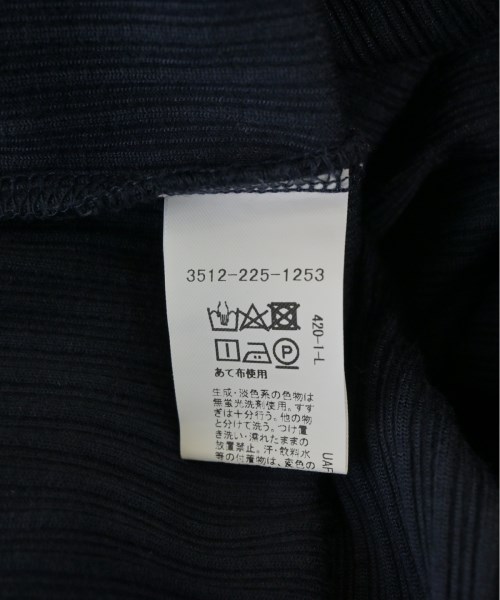 3512-225-1253
420-1-L
P
あて布使用
生成・淡色系の色物は
無蛍光洗剤使用。すす
ぎは十分行う。他の物
と分けて洗う。つけ置
き洗い・濡れたままの
放置禁止。汗・飲料水
等の付着物は、変色の
UAF